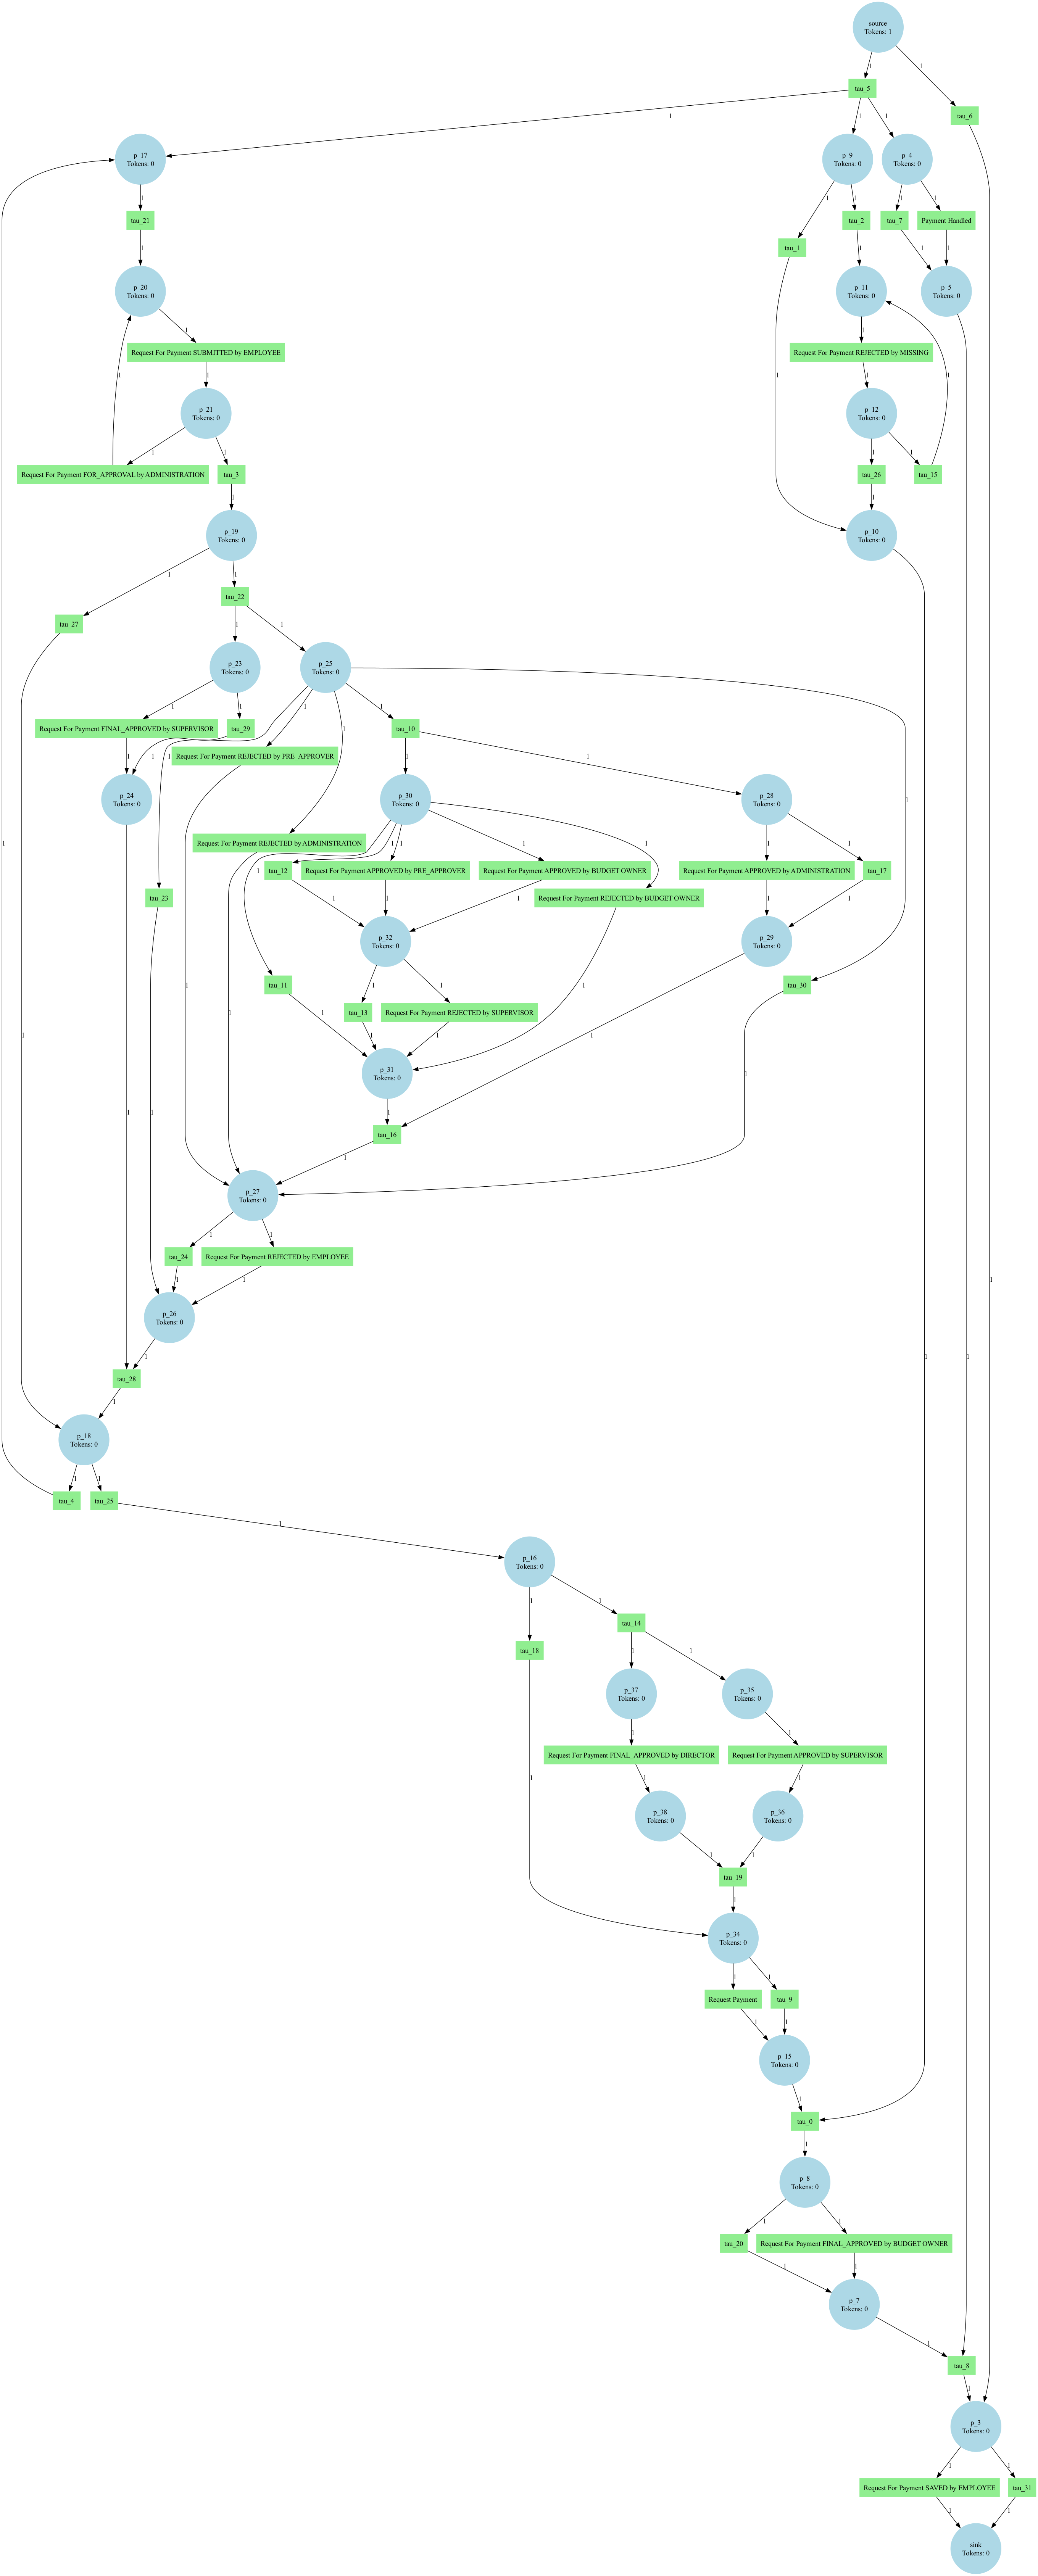 source
Tokens: 1
1
1
tau_5
tau_6
1
1
1
p_17
Tokens: 0
p_9
Tokens: 0
p_4
Tokens: 0
1
1
1
1
1
tau_21
tau_2
tau_7
Payment Handled
tau_1
1
1
1
1
p_20
Tokens: 0
p_11
Tokens: 0
p_5
Tokens: 0
1
1
Request For Payment SUBMITTED by EMPLOYEE
Request For Payment REJECTED by MISSING
1
1
1
1
1
p_21
Tokens: 0
p_12
Tokens: 0
1
1
1
1
Request For Payment FOR_APPROVAL by ADMINISTRATION
tau_3
tau_26
tau_15
1
1
p_19
Tokens: 0
p_10
Tokens: 0
1
1
tau_22
tau_27
1
1
p_23
Tokens: 0
p_25
Tokens: 0
1
1
1
1
Request For Payment FINAL_APPROVED by SUPERVISOR
tau_29
tau_10
1
1
1
1
1
Request For Payment REJECTED by PRE_APPROVER
1
1
p_24
Tokens: 0
p_30
Tokens: 0
p_28
Tokens: 0
1
Request For Payment REJECTED by ADMINISTRATION
1
1
1
1
1
1
1
tau_12
Request For Payment APPROVED by PRE_APPROVER
Request For Payment APPROVED by BUDGET OWNER
Request For Payment APPROVED by ADMINISTRATION
tau_17
tau_23
Request For Payment REJECTED by BUDGET OWNER
1
1
1
1
1
p_32
Tokens: 0
p_29
Tokens: 0
1
1
1
1
tau_11
tau_30
tau_13
Request For Payment REJECTED by SUPERVISOR
1
1
1
1
1
1
1
p_31
Tokens: 0
1
1
1
1
tau_16
1
p_27
Tokens: 0
1
1
tau_24
Request For Payment REJECTED by EMPLOYEE
1
1
p_26
Tokens: 0
1
tau_28
1
p_18
Tokens: 0
1
1
1
tau_4
tau_25
1
p_16
Tokens: 0
1
1
tau_14
tau_18
1
1
p_37
Tokens: 0
p_35
Tokens: 0
1
1
Request For Payment FINAL_APPROVED by DIRECTOR
Request For Payment APPROVED by SUPERVISOR
1
1
1
p_38
Tokens: 0
p_36
Tokens: 0
1
1
tau_19
1
p_34
Tokens: 0
1
1
Request Payment
tau_9
1
1
p_15
Tokens: 0
1
tau_0
1
p_8
Tokens: 0
1
1
tau_20
Request For Payment FINAL_APPROVED by BUDGET OWNER
1
1
p_7
Tokens: 0
1
tau_8
1
p_3
Tokens: 0
1
1
Request For Payment SAVED by EMPLOYEE
tau_31
1
1
sink
Tokens: 0